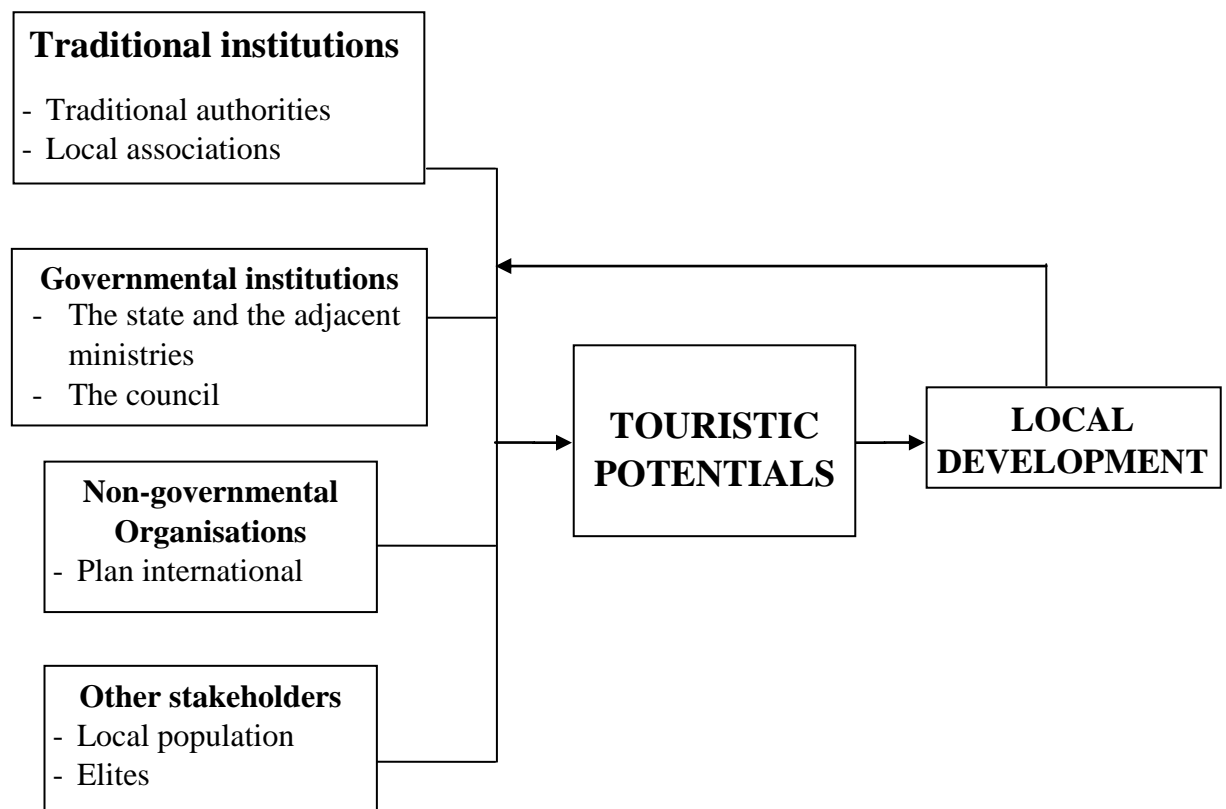 Traditional institutions
- Traditional authorities
- Local associations
Governmental institutions
- The state and the adjacent
ministries
- The council
Non-governmental
Organisations
- Plan international
Other stakeholders
- Local population
- Elites
TOURISTIC
POTENTIALS
LOCAL
DEVELOPMENT